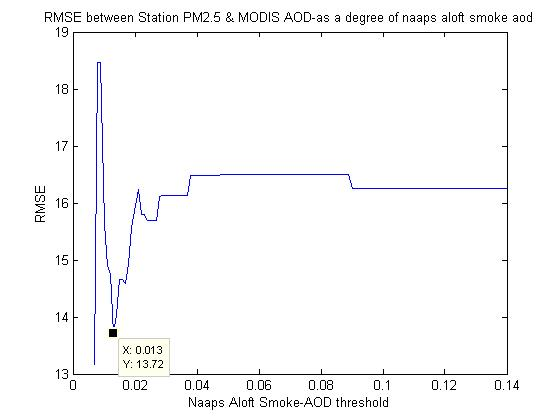 RMSE between Station PM2.5 & MODIS AOD-as a degree of naaps aloft smoke aod
19
18
17
16
15
14
13
RMSE
X: 0.013
Y: 13.72
0 0.02 0.04 0.06 0.08 0.1 0.12 0.14
Naaps Aloft Smoke-AOD threshold